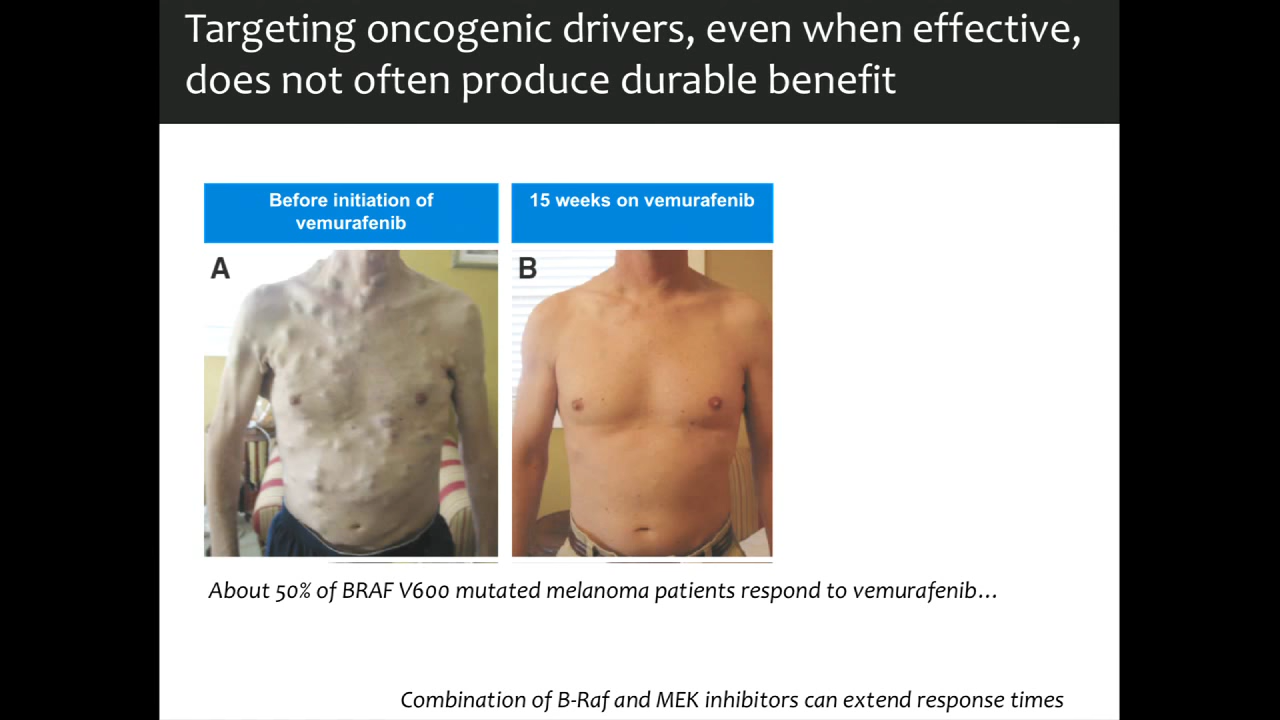 Targeting oncogenic drivers, even when effective,
does not often produce durable benefit
Before initiation of
vemurafenib
15 weeks on vemurafenib
A
B
About 50% of BRAF V600 mutated melanoma patients respond to vemurafenib...
Combination of B-Raf and MEK inhibitors can extend response times